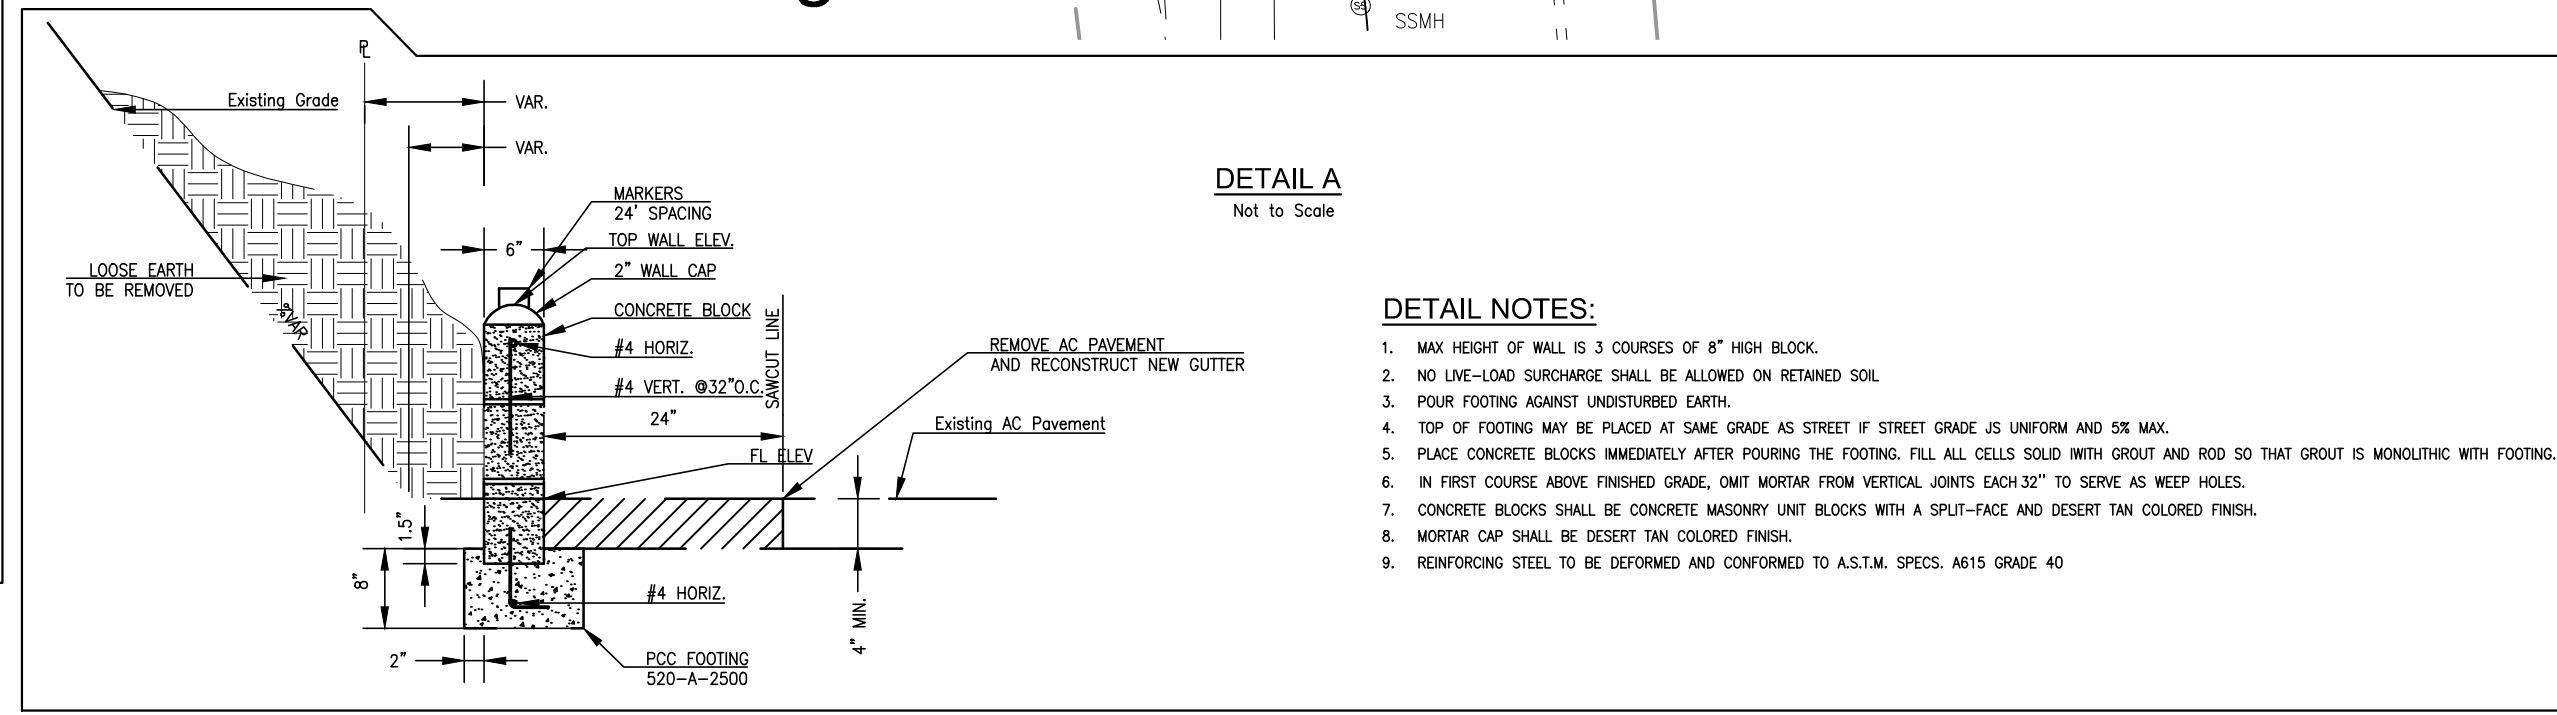 SS
SSMH
PL
Existing Grade
VAR.
VAR.
MARKERS
24' SPACING
TOP WALL ELEV.
6"
2" WALL CAP
LOOSE EARTH
TO BE REMOVED
CONCRETE BLOCK
VAR
#4 HORIZ.
#4 VERT. @32"O.C.
SAWCUT LINE
24"
REMOVE AC PAVEMENT
AND RECONSTRUCT NEW GUTTER
Existing AC Pavement
FL ELEV
1.5"
8"
#4 HORIZ.
4" MIN.
2"
PCC FOOTING
520-A-2500
DETAIL A
Not to Scale
DETAIL NOTES:
1. MAX HEIGHT OF WALL IS 3 COURSES OF 8" HIGH BLOCK.
2. NO LIVE-LOAD SURCHARGE SHALL BE ALLOWED ON RETAINED SOIL
3. POUR FOOTING AGAINST UNDISTURBED EARTH.
4. TOP OF FOOTING MAY BE PLACED AT SAME GRADE AS STREET IF STREET GRADE JS UNIFORM AND 5% MAX.
5. PLACE CONCRETE BLOCKS IMMEDIATELY AFTER POURING THE FOOTING. FILL ALL CELLS SOLID IWITH GROUT AND ROD SO THAT GROUT IS MONOLITHIC WITH FOOTING.
6. IN FIRST COURSE ABOVE FINISHED GRADE, OMIT MORTAR FROM VERTICAL JOINTS EACH 32" TO SERVE AS WEEP HOLES.
7. CONCRETE BLOCKS SHALL BE CONCRETE MASONRY UNIT BLOCKS WITH A SPLIT-FACE AND DESERT TAN COLORED FINISH.
8. MORTAR CAP SHALL BE DESERT TAN COLORED FINISH.
9. REINFORCING STEEL TO BE DEFORMED AND CONFORMED TO A.S.T.M. SPECS. A615 GRADE 40